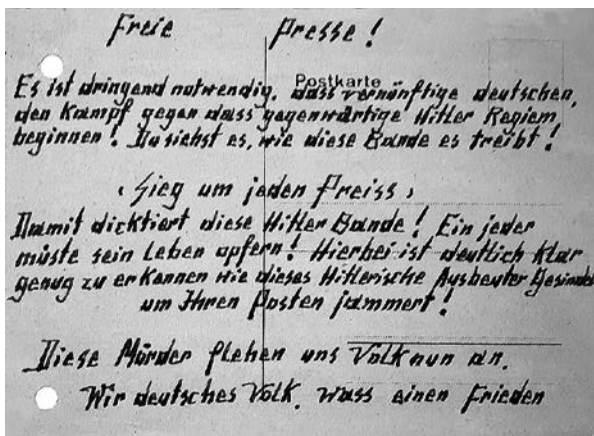 Freie Presse!
Postkarte
Es ist dringend notwendig, dass vernünftige deutschen,
den Kampf gegen dass gegenwärtige Hitler Regiem
beginnen! Du siehst es, wie diese Bande es treibt!
‹ Sieg um jeden Preiss ›
Damit dicktiert diese Hitler Bande! Ein jeder
müste sein Leben opfern! Hierbei ist deutlich Klar
genug zu erkannen wie dieses Hitlerische Ausbeuter Gesindel
um Ihren Posten jammert!
Diese Mörder flehen uns Volk nun an.
Wir deutsches Volk, wass einen Frieden